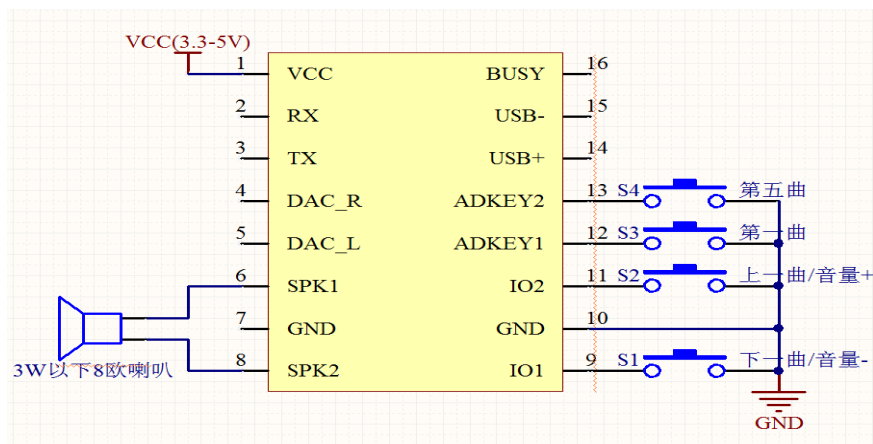 VCC(3.3-5V)
1 VCC BUSY 16
2 RX USB- 15
3 TX USB+ 14
4 DAC_R ADKEY2 13 S4 第五曲
5 DAC_L ADKEY1 12 S3 第一曲
6 SPK1 IO2 11 S2 上一曲/音量+
7 GND GND 10
8 SPK2 IO1 9 S1 下一曲/音量-
3W以下8欧喇叭
GND